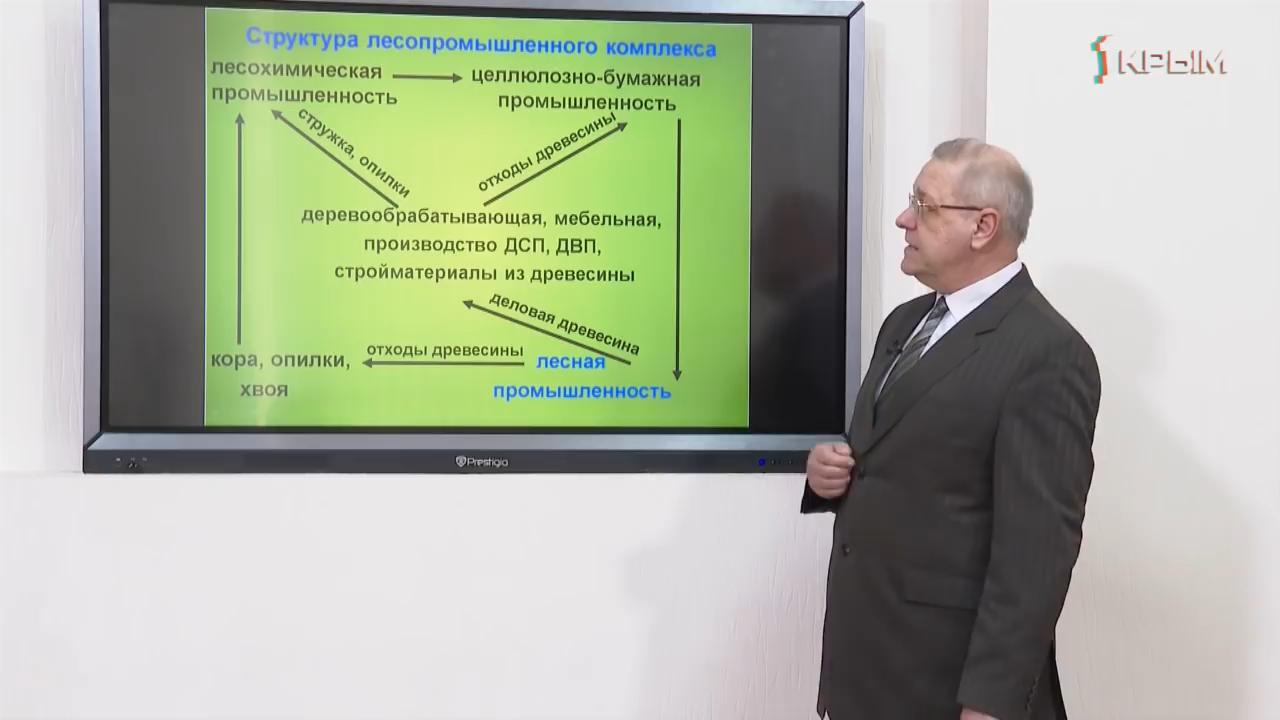 Структура лесопромышленного комплекса
лесохимическая
промышленность
целлюлозно-бумажная
промышленность
стружка, опилки
отходы древесины
деревообрабатывающая, мебельная,
производство ДСП, ДВП,
стройматериалы из древесины
деловая древесина
отходы древесины
кора, опилки,
хвоя
лесная
промышленность
Prestigio
1 КРЫМ